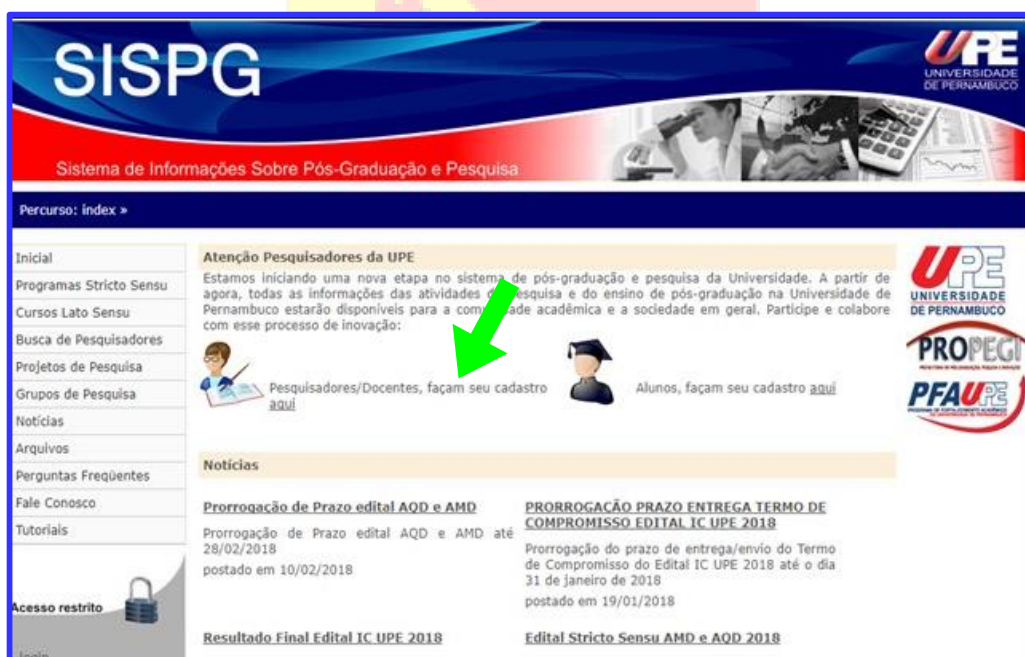 SISPG
UPE
UNIVERSIDADE
DE PERNAMBUCO
Sistema de Informações Sobre Pós-Graduação e Pesquisa
Percurso: index »
Inicial
Programas Stricto Sensu
Cursos Lato Sensu
Busca de Pesquisadores
Projetos de Pesquisa
Grupos de Pesquisa
Notícias
Arquivos
Perguntas Freqüentes
Fale Conosco
Tutoriais
Acesso restrito
login
Atenção Pesquisadores da UPE
Estamos iniciando uma nova etapa no sistema de pós-graduação e pesquisa da Universidade. A partir de
agora, todas as informações das atividades de pesquisa e do ensino de pós-graduação na Universidade de
Pernambuco estarão disponíveis para a comunidade acadêmica e a sociedade em geral. Participe e colabore
com esse processo de inovação:
Pesquisadores/Docentes, façam seu cadastro
aqui
Alunos, façam seu cadastro aqui
Notícias
Prorrogação de Prazo edital AQD e AMD
Prorrogação de Prazo edital AQD e AMD até
28/02/2018
postado em 10/02/2018
PRORROGACÃO PRAZO ENTREGA TERMO DE
COMPROMISSO EDITAL IC UPE 2018
Prorrogação do prazo de entrega/envio do Termo
de Compromisso do Edital IC UPE 2018 até o dia
31 de janeiro de 2018
postado em 19/01/2018
Resultado Final Edital IC UPE 2018
Edital Stricto Sensu AMD e AQD 2018
UPE
UNIVERSIDADE
DE PERNAMBUCO
PROPEGI
PFAUPE